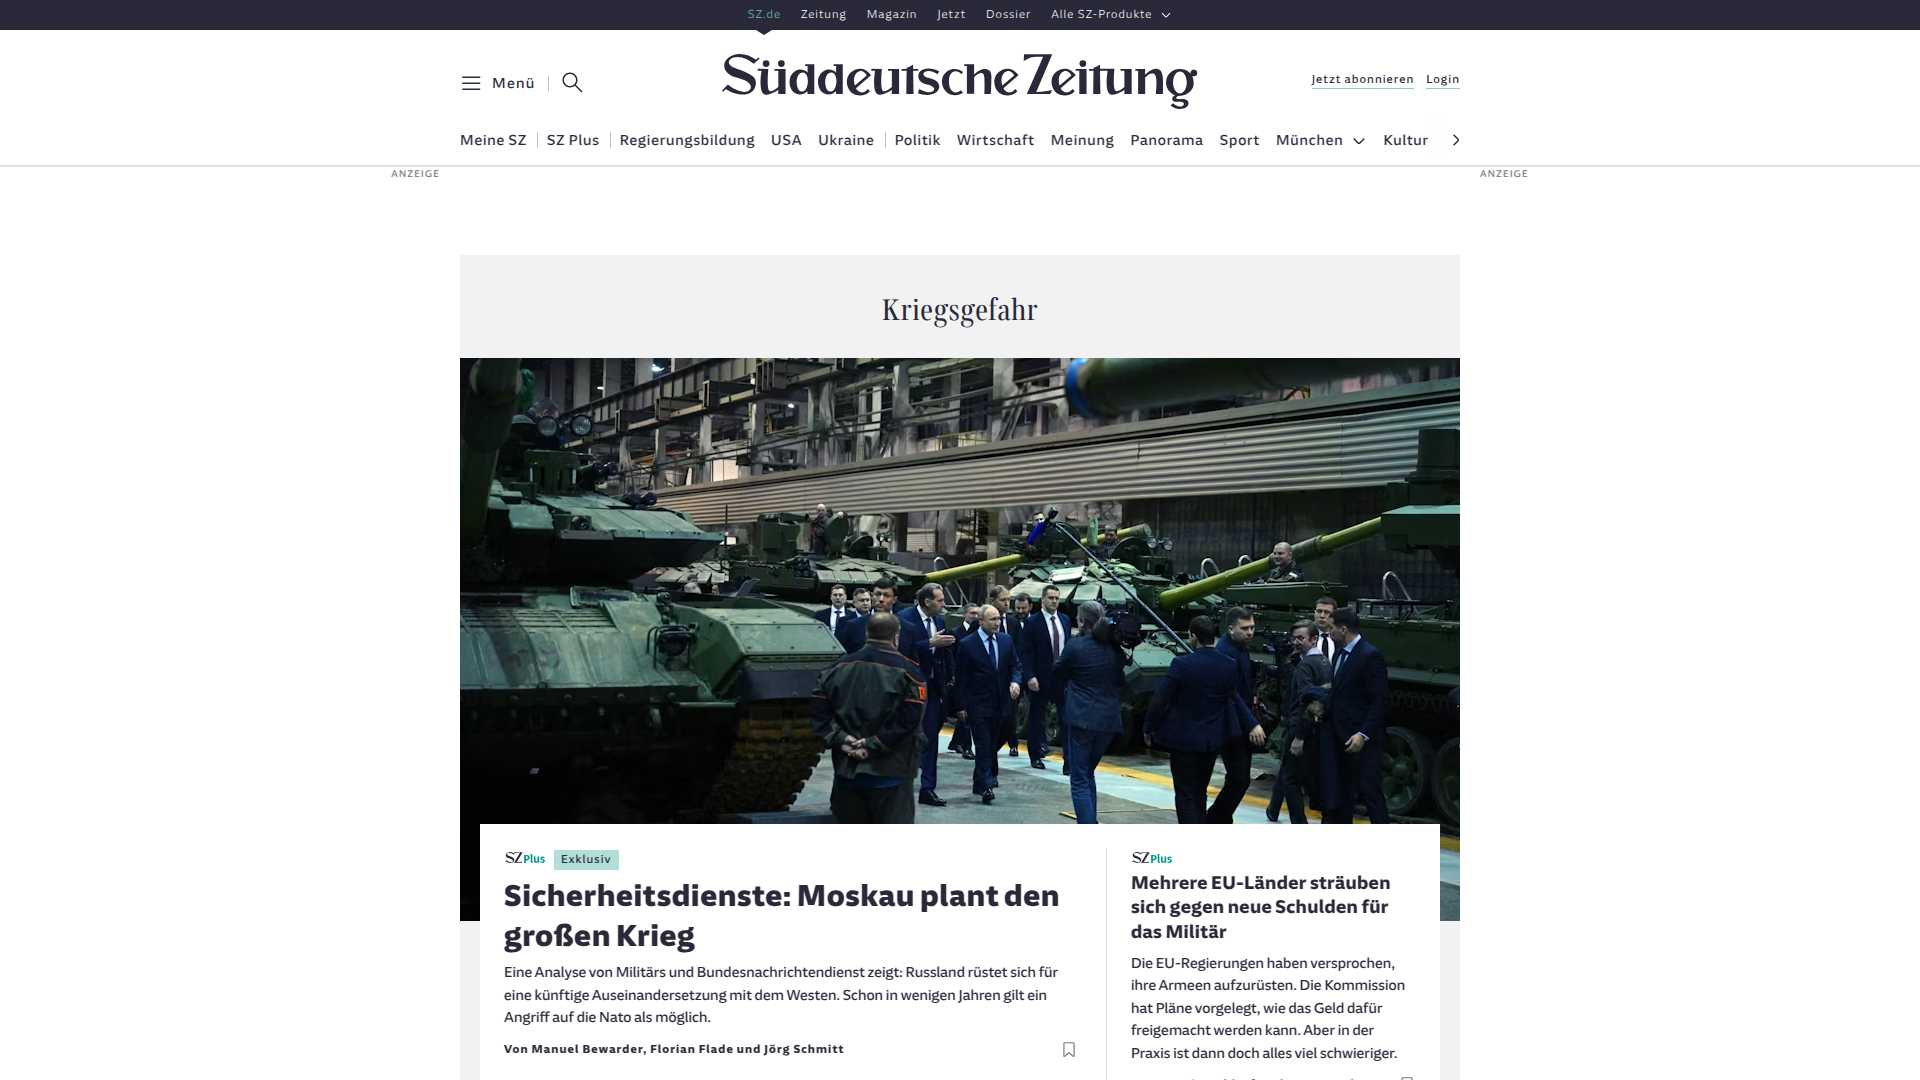 SZ.de Zeitung Magazin Jetzt Dossier Alle SZ-Produkte
Menü
Süddeutsche Zeitung
Jetzt abonnieren Login
Meine SZ SZ Plus Regierungsbildung USA Ukraine Politik Wirtschaft Meinung Panorama Sport München Kultur
ANZEIGE
ANZEIGE
Kriegsgefahr
SZ Plus Exklusiv
Sicherheitsdienste: Moskau plant den
großen Krieg
Eine Analyse von Militärs und Bundesnachrichtendienst zeigt: Russland rüstet sich für
eine künftige Auseinandersetzung mit dem Westen. Schon in wenigen Jahren gilt ein
Angriff auf die Nato als möglich.
Von Manuel Bewarder, Florian Flade und Jörg Schmitt
SZ Plus
Mehrere EU-Länder sträuben
sich gegen neue Schulden für
das Militär
Die EU-Regierungen haben versprochen,
ihre Armeen aufzurüsten. Die Kommission
hat Pläne vorgelegt, wie das Geld dafür
freigemacht werden kann. Aber in der
Praxis ist dann doch alles viel schwieriger.